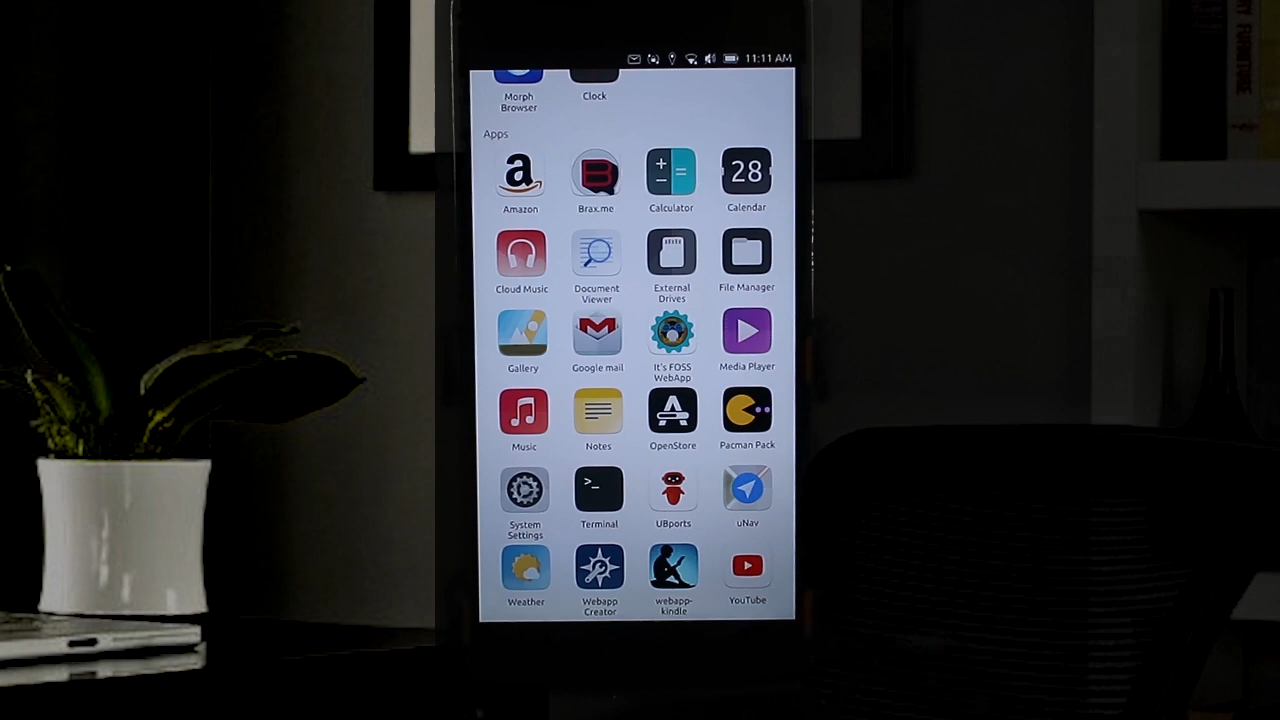 11:11 AM
Morph
Browser
Clock
Apps
a
B
28
Amazon
Brax.me
Calculator
Calendar
Cloud Music
Document
Viewer
External
Drives
File Manager
Gallery
Google mail
It's FOSS
WebApp
Media Player
Music
Notes
OpenStore
Pacman Pack
>_
System
Settings
Terminal
UBports
uNav
Weather
Webapp
Creator
webapp-
kindle
YouTube